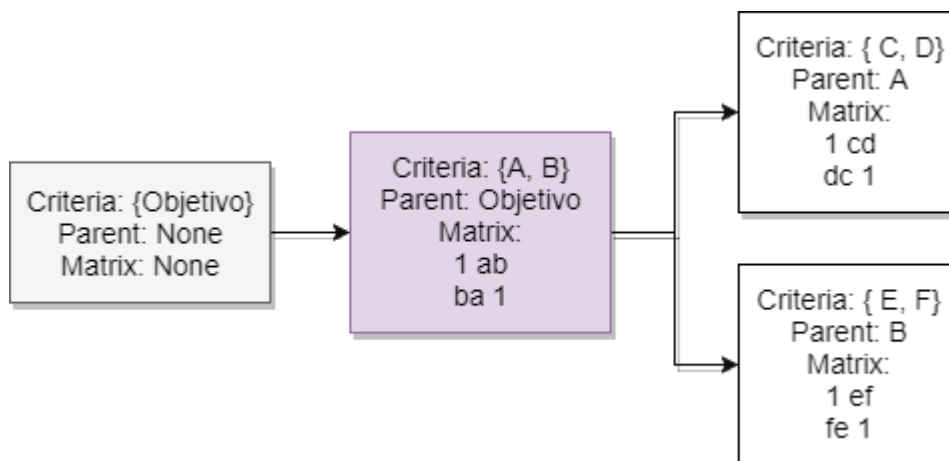 Criteria: {Objetivo}
Parent: None
Matrix: None
Criteria: {A, B}
Parent: Objetivo
Matrix:
1 ab
ba 1
Criteria: { C, D}
Parent: A
Matrix:
1 cd
dc 1
Criteria: { E, F}
Parent: B
Matrix:
1 ef
fe 1